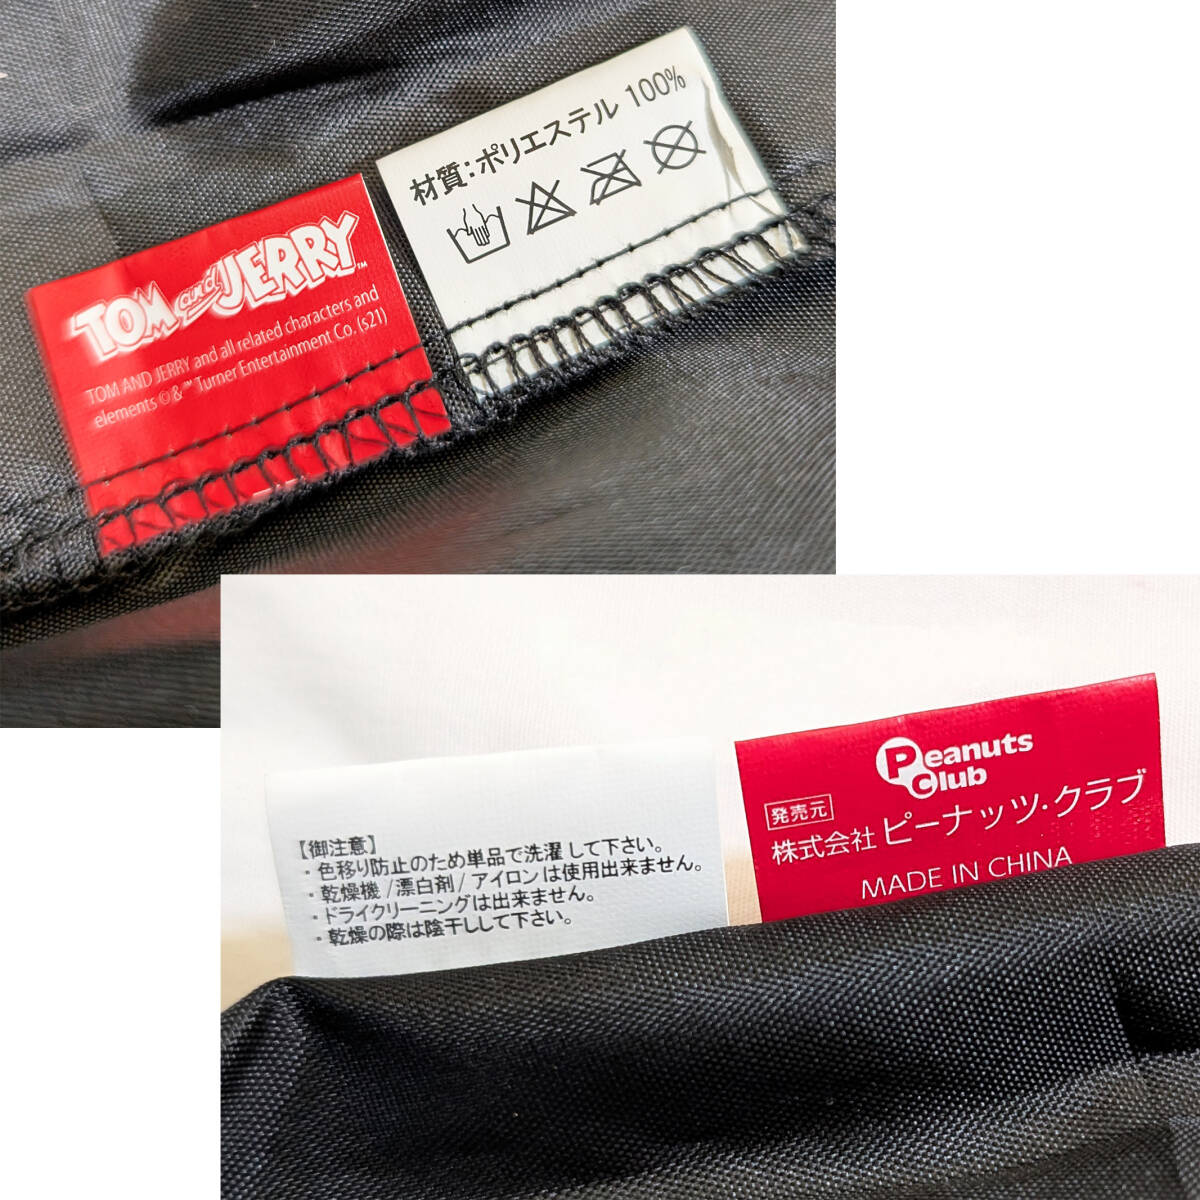 TOM and JERRY™
TOM AND JERRY and all related characters and
elements ©&™ Turner Entertainment Co. (s21)
材質:ポリエステル 100%
【御注意】
・色移り防止のため単品で洗濯して下さい。
・乾燥機/漂白剤/アイロンは使用出来ません。
・ドライクリーニングは出来ません。
・乾燥の際は陰干しして下さい。
Peanuts
Club
発売元
株式会社 ピーナッツ・クラブ
MADE IN CHINA